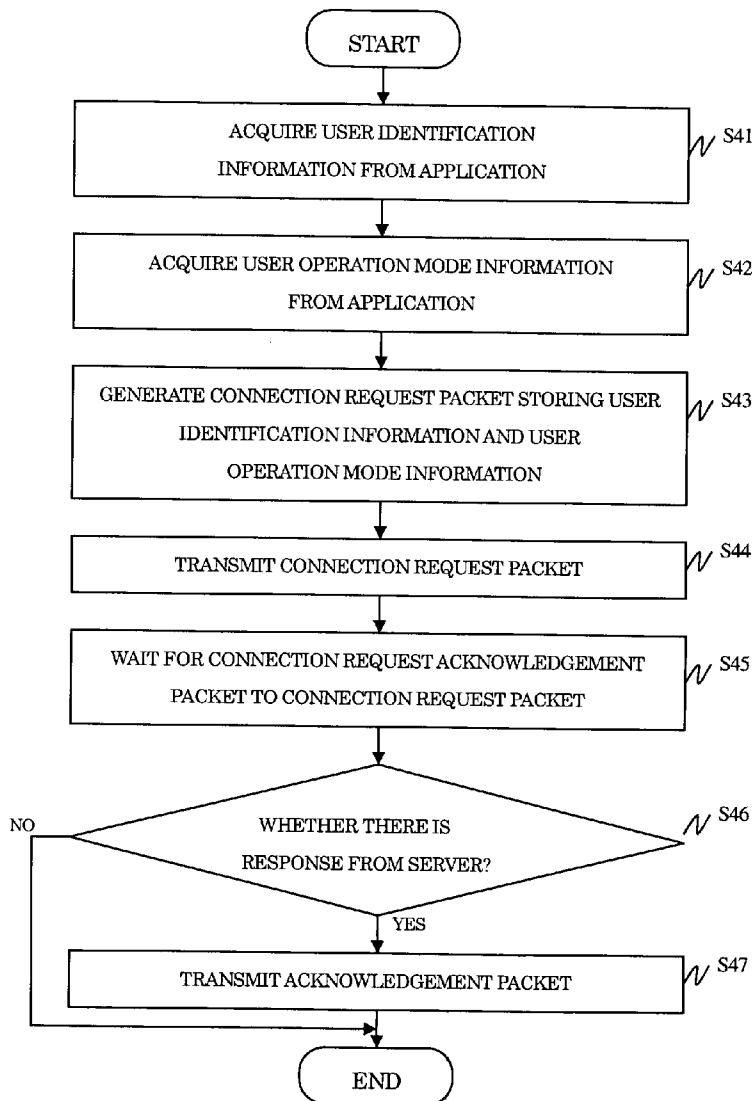 START
ACQUIRE USER IDENTIFICATION
INFORMATION FROM APPLICATION
S41
ACQUIRE USER OPERATION MODE INFORMATION
FROM APPLICATION
S42
GENERATE CONNECTION REQUEST PACKET STORING USER
IDENTIFICATION INFORMATION AND USER
OPERATION MODE INFORMATION
S43
TRANSMIT CONNECTION REQUEST PACKET
S44
WAIT FOR CONNECTION REQUEST ACKNOWLEDGEMENT
PACKET TO CONNECTION REQUEST PACKET
S45
NO
WHETHER THERE IS
RESPONSE FROM SERVER?
S46
YES
TRANSMIT ACKNOWLEDGEMENT PACKET
S47
END